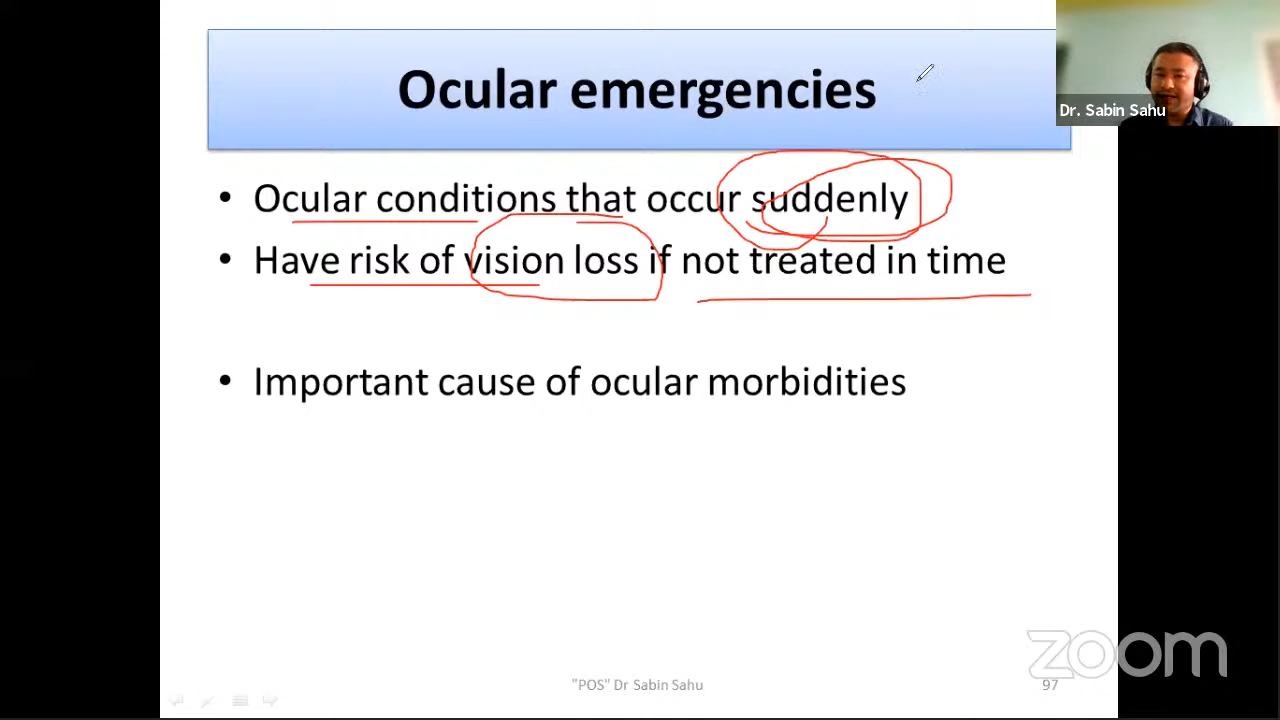 Ocular emergencies
Dr. Sabin Sahu
• Ocular conditions that occur suddenly
• Have risk of vision loss if not treated in time
• Important cause of ocular morbidities
zoom
"POS" Dr Sabin Sahu
97